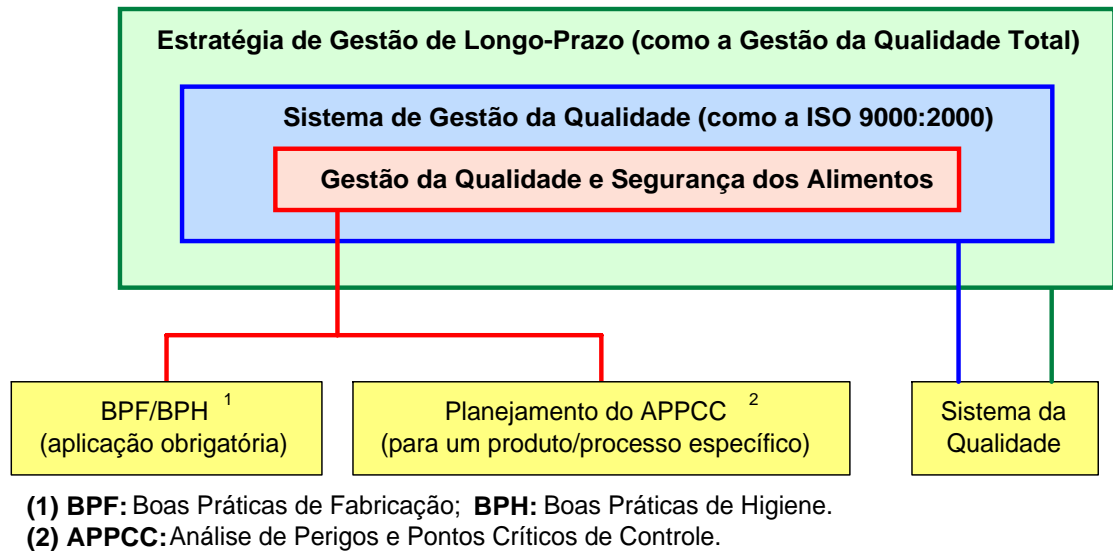 Estratégia de Gestão de Longo-Prazo (como a Gestão da Qualidade Total)
Sistema de Gestão da Qualidade (como a ISO 9000:2000)
Gestão da Qualidade e Segurança dos Alimentos
BPF/BPH 1
(aplicação obrigatória)
Planejamento do APPCC 2
(para um produto/processo específico)
Sistema da
Qualidade
(1) BPF: Boas Práticas de Fabricação; BPH: Boas Práticas de Higiene.
(2) APPCC: Análise de Perigos e Pontos Críticos de Controle.